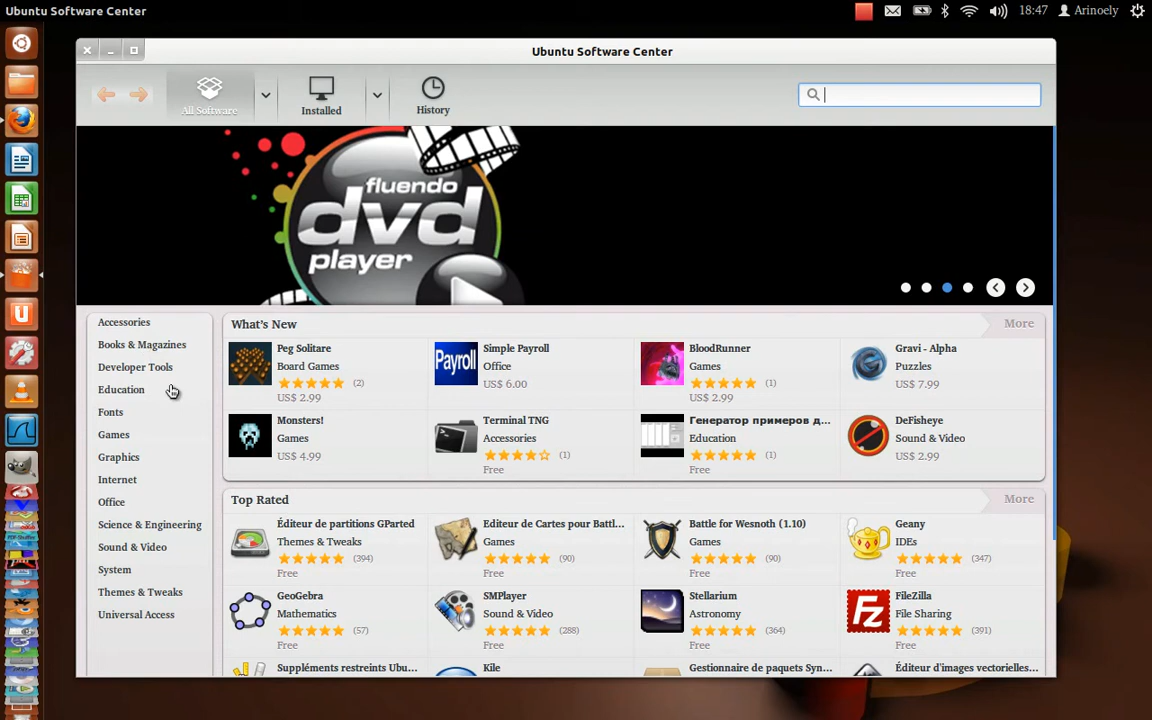 Ubuntu Software Center
18:47
Arinoely
Ubuntu Software Center
All Software
Installed
History
fluendo
dvd
player
Accessories
Books & Magazines
Developer Tools
Education
Fonts
Games
Graphics
Internet
Office
Science & Engineering
Sound & Video
System
Themes & Tweaks
Universal Access
What's New
More
Peg Solitare
Board Games
(2)
US$ 2.99
Payroll
Simple Payroll
Office
US$ 6.00
BloodRunner
Games
(1)
US$ 2.99
Gravi - Alpha
Puzzles
US$ 7.99
Monsters!
Games
US$ 4.99
Terminal TNG
Accessories
(1)
Free
Генератор примеров д...
Education
(1)
Free
DeFisheye
Sound & Video
US$ 2.99
Top Rated
More
Éditeur de partitions GParted
Themes & Tweaks
(394)
Free
Editeur de Cartes pour Battl...
Games
(90)
Free
Battle for Wesnoth (1.10)
Games
(90)
Free
Geany
IDEs
(347)
Free
GeoGebra
Mathematics
(57)
Free
SMPlayer
Sound & Video
(288)
Free
Stellarium
Astronomy
(364)
Free
Fz
FileZilla
File Sharing
(391)
Free
Suppléments restreints Ubu...
Kile
Gestionnaire de paquets Syn...
Éditeur d'images vectorielles...